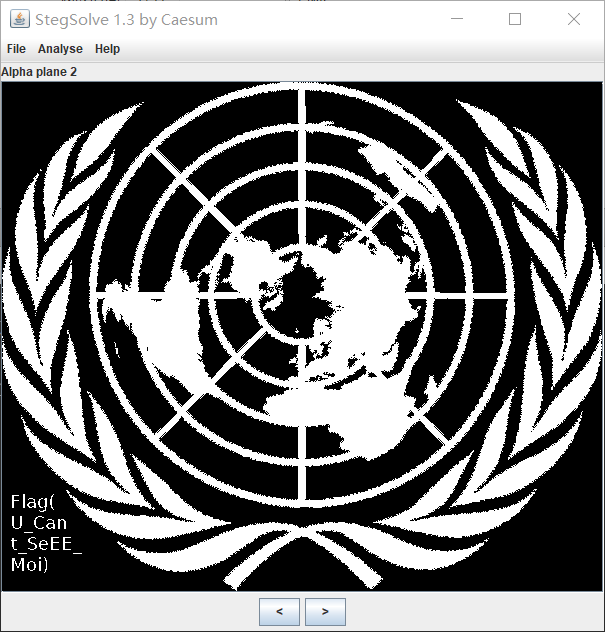 StegSolve 1.3 by Caesum
File Analyse Help
Alpha plane 2
Flag(
U_Can
t_SeEE_
Moi)
< >